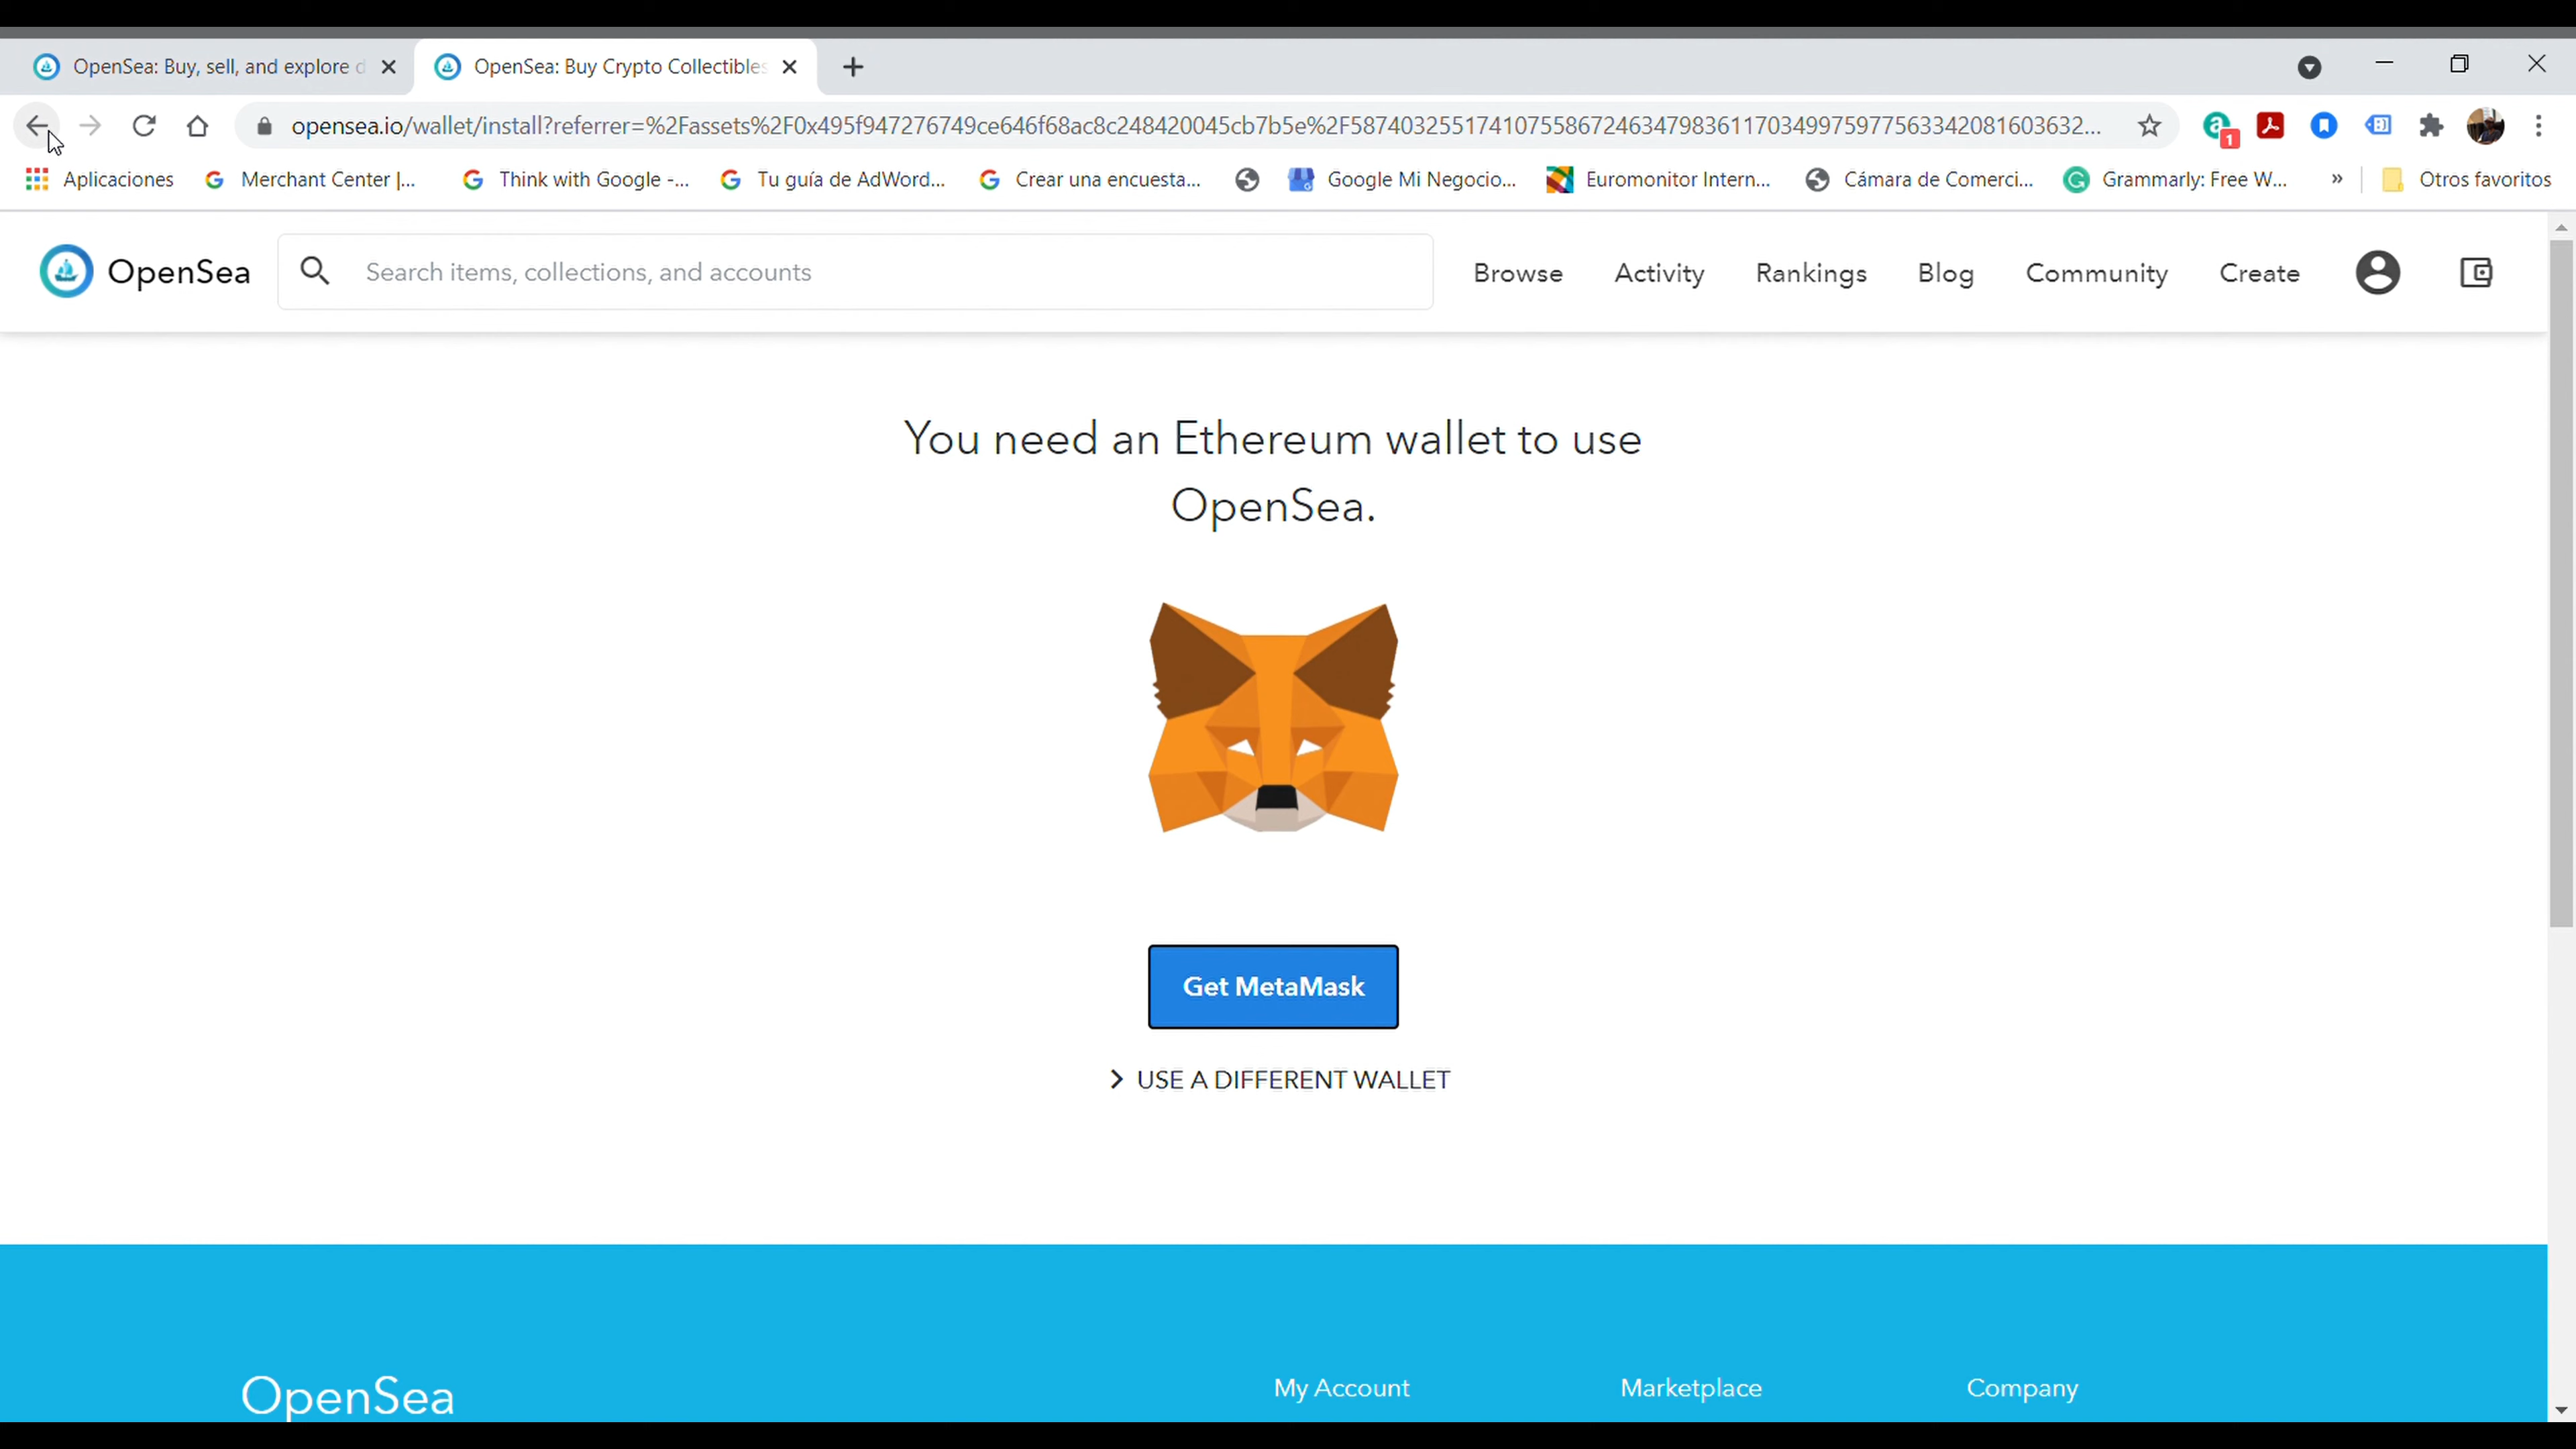 OpenSea: Buy, sell, and explore d
OpenSea: Buy Crypto Collectibles
opensea.io/wallet/install?referrer=%2Fassets%2F0x495f947276749ce646f68ac8c248420045cb7b5e%2F5874032551741075586724634798361170349975977563342081603632...
1
Aplicaciones
Merchant Center |...
Think with Google -...
Tu guía de AdWord...
Crear una encuesta...
Google Mi Negocio...
Euromonitor Intern...
Cámara de Comerci...
Grammarly: Free W...
»
Otros favoritos
OpenSea
Search items, collections, and accounts
Browse
Activity
Rankings
Blog
Community
Create
You need an Ethereum wallet to use
OpenSea.
Get MetaMask
USE A DIFFERENT WALLET
OpenSea
My Account
Marketplace
Company